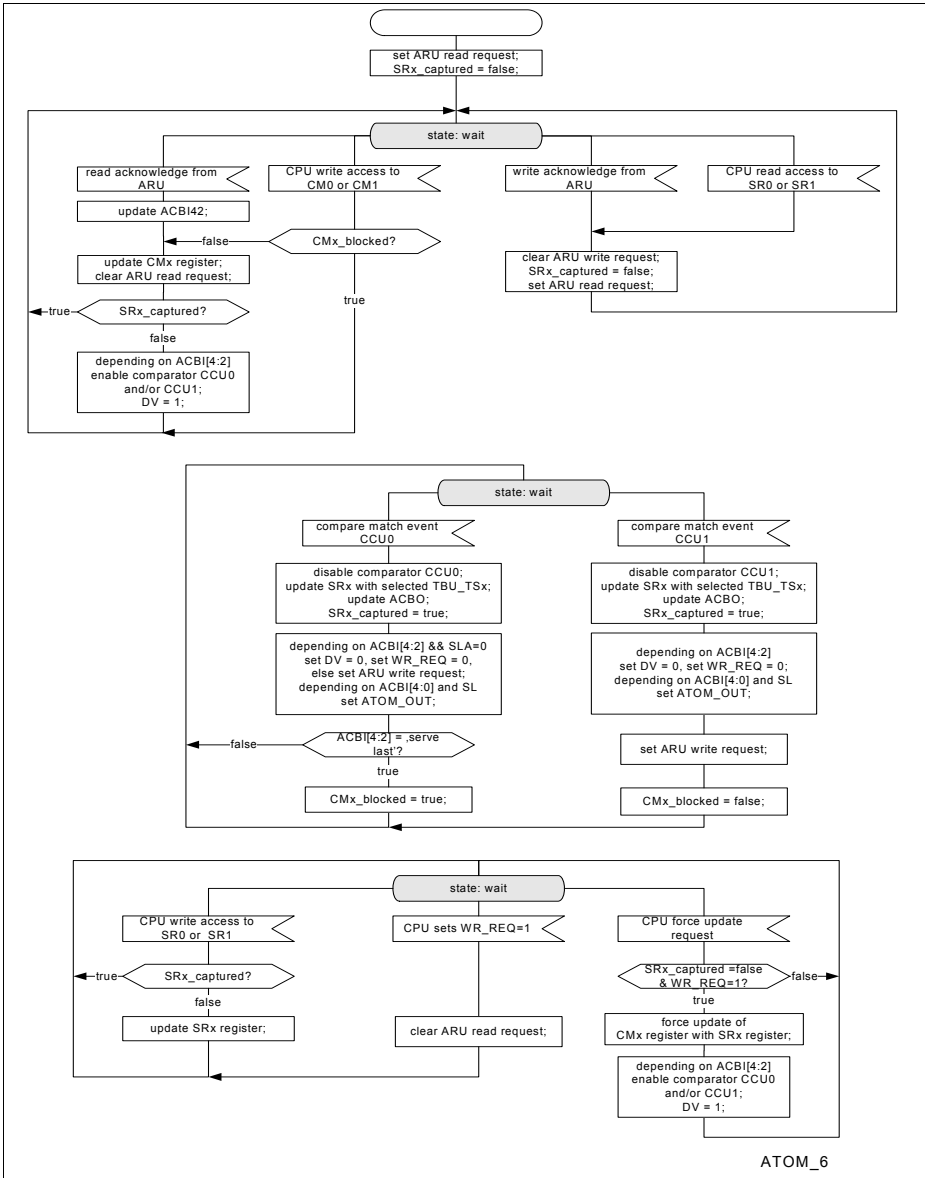 set ARU read request;
SRx_captured = false;
state: wait
read acknowledge from
ARU
CPU write access to
CM0 or CM1
write acknowledge from
ARU
CPU read access to
SR0 or SR1
update ACBI42;
false
CMx_blocked?
update CMx register;
clear ARU read request;
clear ARU write request;
SRx_captured = false;
set ARU read request;
true
true
SRx_captured?
false
depending on ACBI[4:2]
enable comparator CCU0
and/or CCU1;
DV = 1;
state: wait
compare match event
CCU0
compare match event
CCU1
disable comparator CCU0;
update SRx with selected TBU_TSx;
update ACBO;
SRx_captured = true;
disable comparator CCU1;
update SRx with selected TBU_TSx;
update ACBO;
SRx_captured = true;
depending on ACBI[4:2] && SLA=0
set DV = 0, set WR_REQ = 0,
else set ARU write request;
depending on ACBI[4:0] and SL
set ATOM_OUT;
depending on ACBI[4:2]
set DV = 0, set WR_REQ = 0;
depending on ACBI[4:0] and SL
set ATOM_OUT;
false
ACBI[4:2] = ‚serve
last’?
set ARU write request;
true
CMx_blocked = true;
CMx_blocked = false;
state: wait
CPU write access to
SR0 or SR1
CPU sets WR_REQ=1
CPU force update
request
true
SRx_captured?
SRx_captured =false
& WR_REQ=1?
false
false
true
update SRx register;
clear ARU read request;
force update of
CMx register with SRx register;
depending on ACBI[4:2]
enable comparator CCU0
and/or CCU1;
DV = 1;
ATOM_6